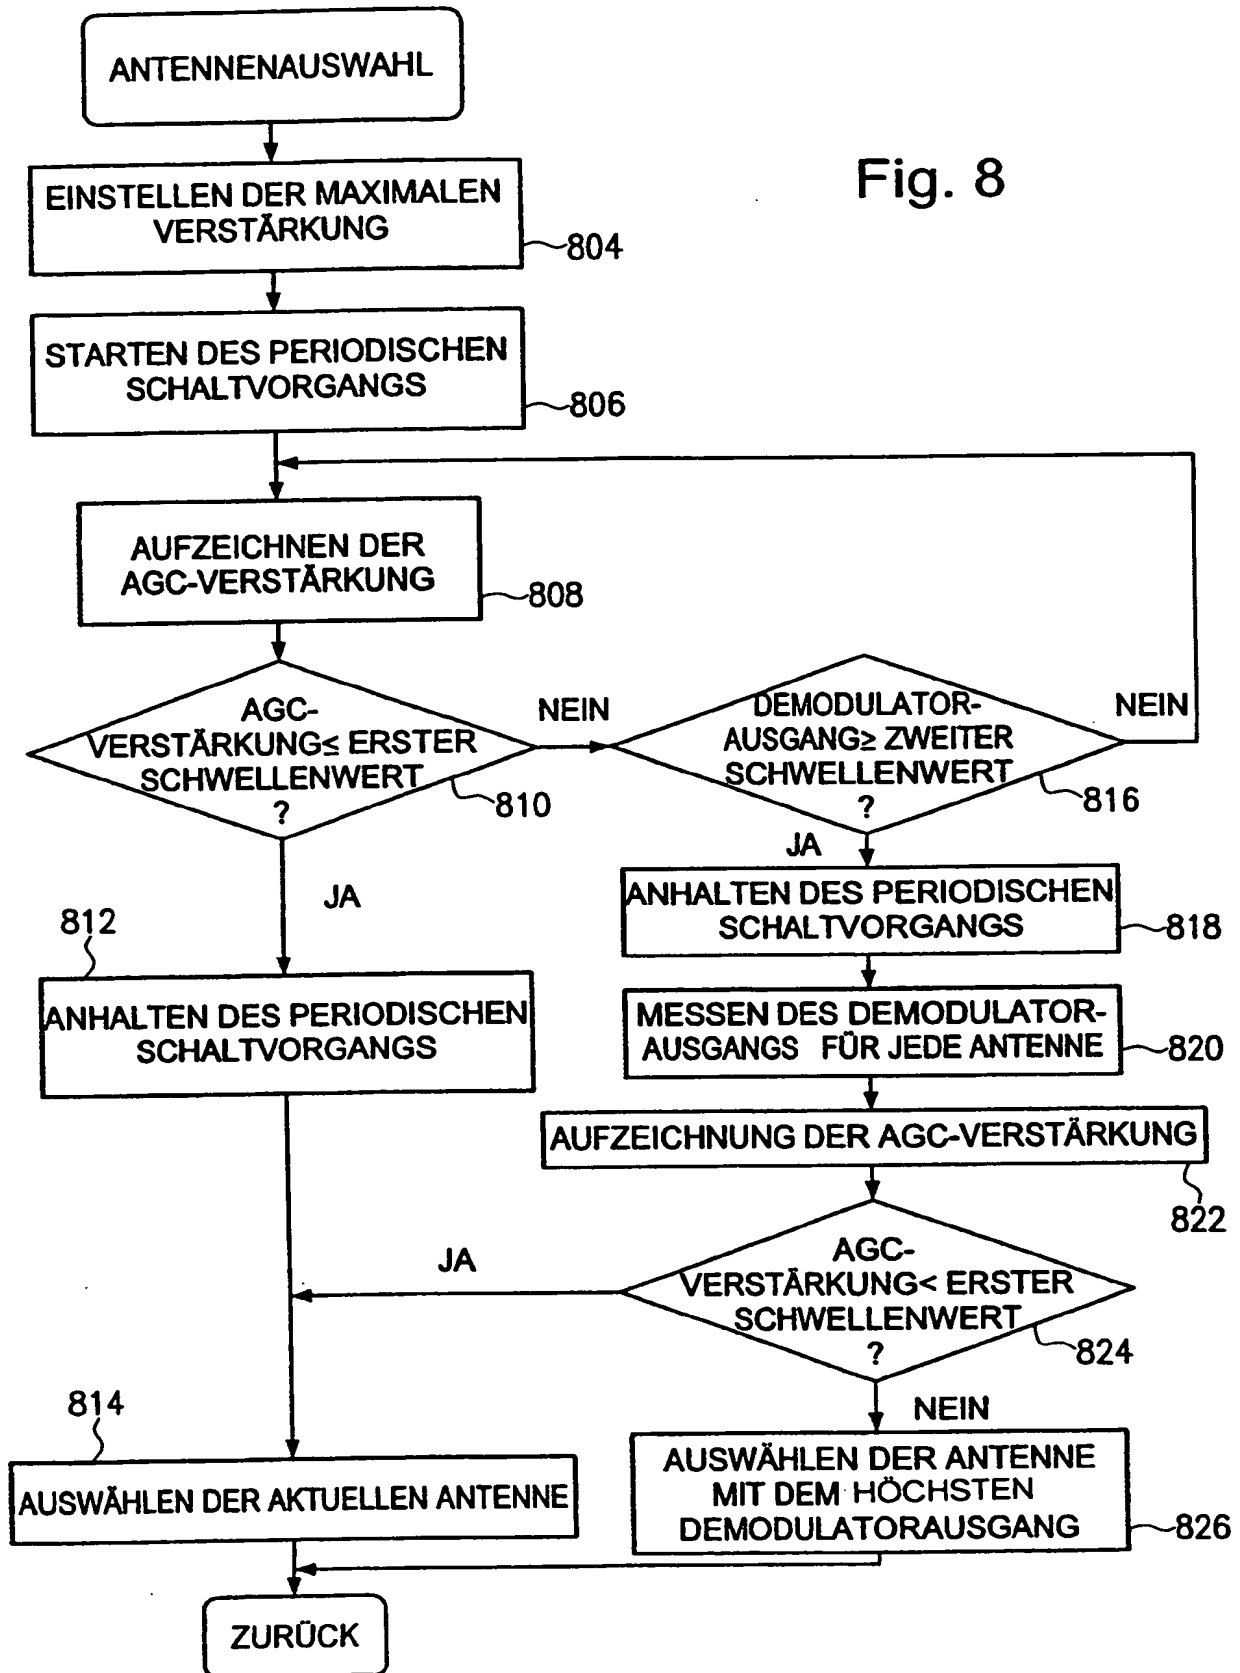 ANTENNENAUSWAHL
Fig. 8
EINSTELLEN DER MAXIMALEN
VERSTÄRKUNG
804
STARTEN DES PERIODISCHEN
SCHALTVORGANGS
806
AUFZEICHNEN DER
AGC-VERSTÄRKUNG
808
AGC-
VERSTÄRKUNG≤ ERSTER
SCHWELLENWERT
?
810
NEIN
DEMODULATOR-
AUSGANG≥ ZWEITER
SCHWELLENWERT
?
816
NEIN
JA
JA
812
ANHALTEN DES PERIODISCHEN
SCHALTVORGANGS
ANHALTEN DES PERIODISCHEN
SCHALTVORGANGS
818
MESSEN DES DEMODULATOR-
AUSGANGS FÜR JEDE ANTENNE
820
AUFZEICHNUNG DER AGC-VERSTÄRKUNG
822
AGC-
VERSTÄRKUNG< ERSTER
SCHWELLENWERT
?
824
JA
NEIN
814
AUSWÄHLEN DER AKTUELLEN ANTENNE
AUSWÄHLEN DER ANTENNE
MIT DEM HÖCHSTEN
DEMODULATORAUSGANG
826
ZURÜCK